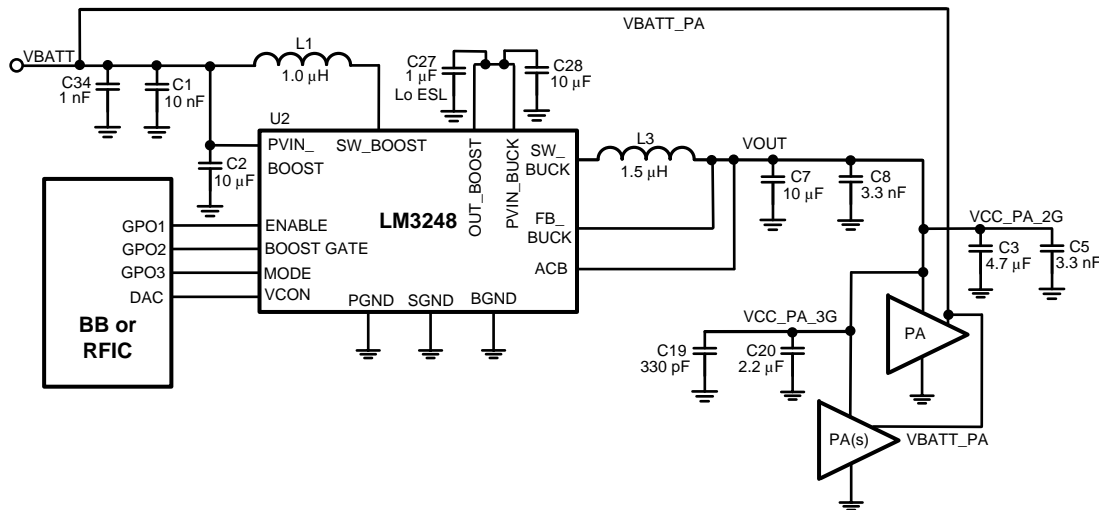 VBATT_PA
VBATT
L1
1.0 µH
C34
1 nF
C1
10 nF
C27
1 µF
Lo ESL
C28
10 µF
U2
C2
10 µF
PVIN_
BOOST
SW_BOOST
OUT_BOOST
PVIN_BUCK
SW_
BUCK
L3
1.5 µH
VOUT
C7
10 µF
C8
3.3 nF
LM3248
FB_
BUCK
ACB
GPO1
GPO2
GPO3
DAC
ENABLE
BOOST GATE
MODE
VCON
PGND
SGND
BGND
BB or
RFIC
VCC_PA_2G
C3
4.7 µF
C5
3.3 nF
VCC_PA_3G
C19
330 pF
C20
2.2 µF
PA
PA(s)
VBATT_PA